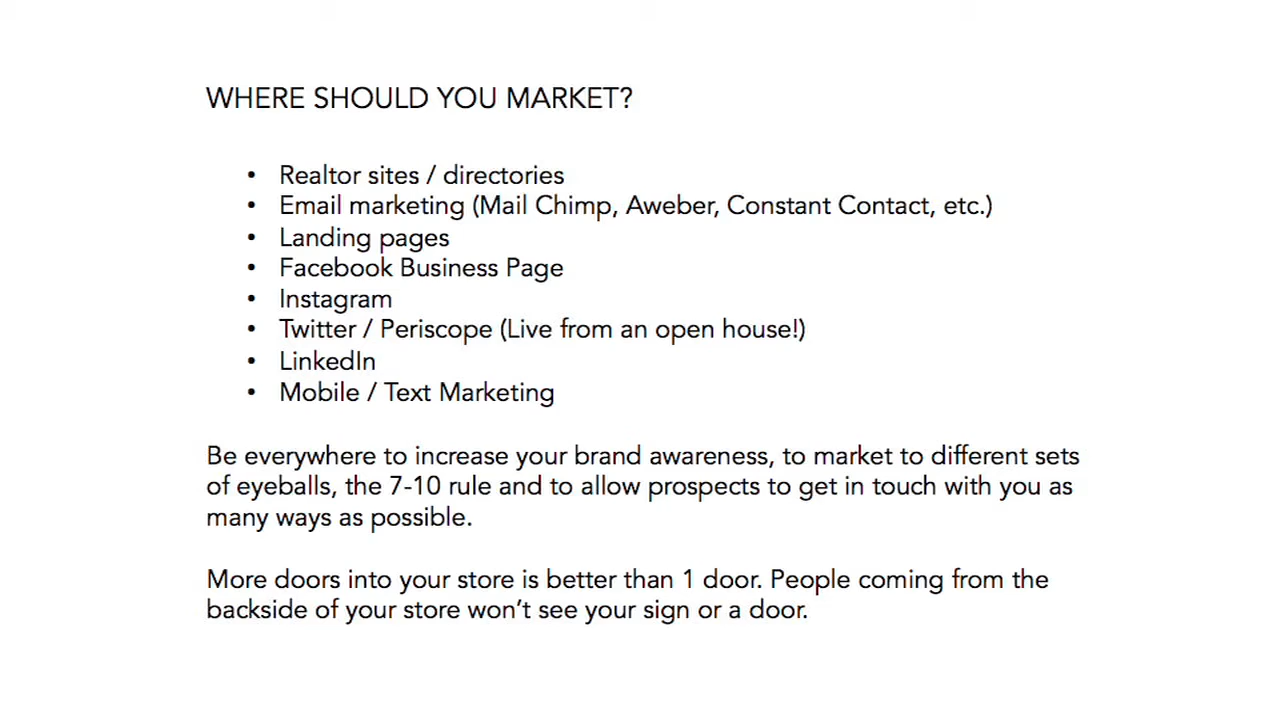 WHERE SHOULD YOU MARKET?
• Realtor sites / directories
• Email marketing (Mail Chimp, Aweber, Constant Contact, etc.)
• Landing pages
• Facebook Business Page
• Instagram
• Twitter / Periscope (Live from an open house!)
• LinkedIn
• Mobile / Text Marketing
Be everywhere to increase your brand awareness, to market to different sets
of eyeballs, the 7-10 rule and to allow prospects to get in touch with you as
many ways as possible.
More doors into your store is better than 1 door. People coming from the
backside of your store won’t see your sign or a door.